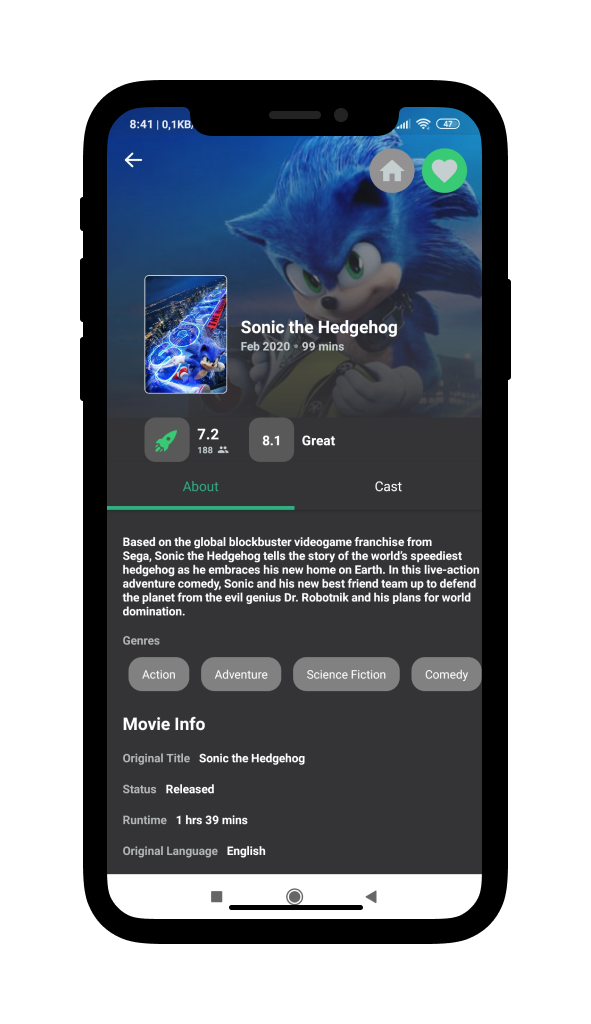 8:41 | 0,1KB/
47
Sonic the Hedgehog
Feb 2020 • 99 mins
7.2
188
8.1 Great
About Cast
Based on the global blockbuster videogame franchise from
Sega, Sonic the Hedgehog tells the story of the world's speediest
hedgehog as he embraces his new home on Earth. In this live-action
adventure comedy, Sonic and his new best friend team up to defend
the planet from the evil genius Dr. Robotnik and his plans for world
domination.
Genres
Action Adventure Science Fiction Comedy
Movie Info
Original Title Sonic the Hedgehog
Status Released
Runtime 1 hrs 39 mins
Original Language English